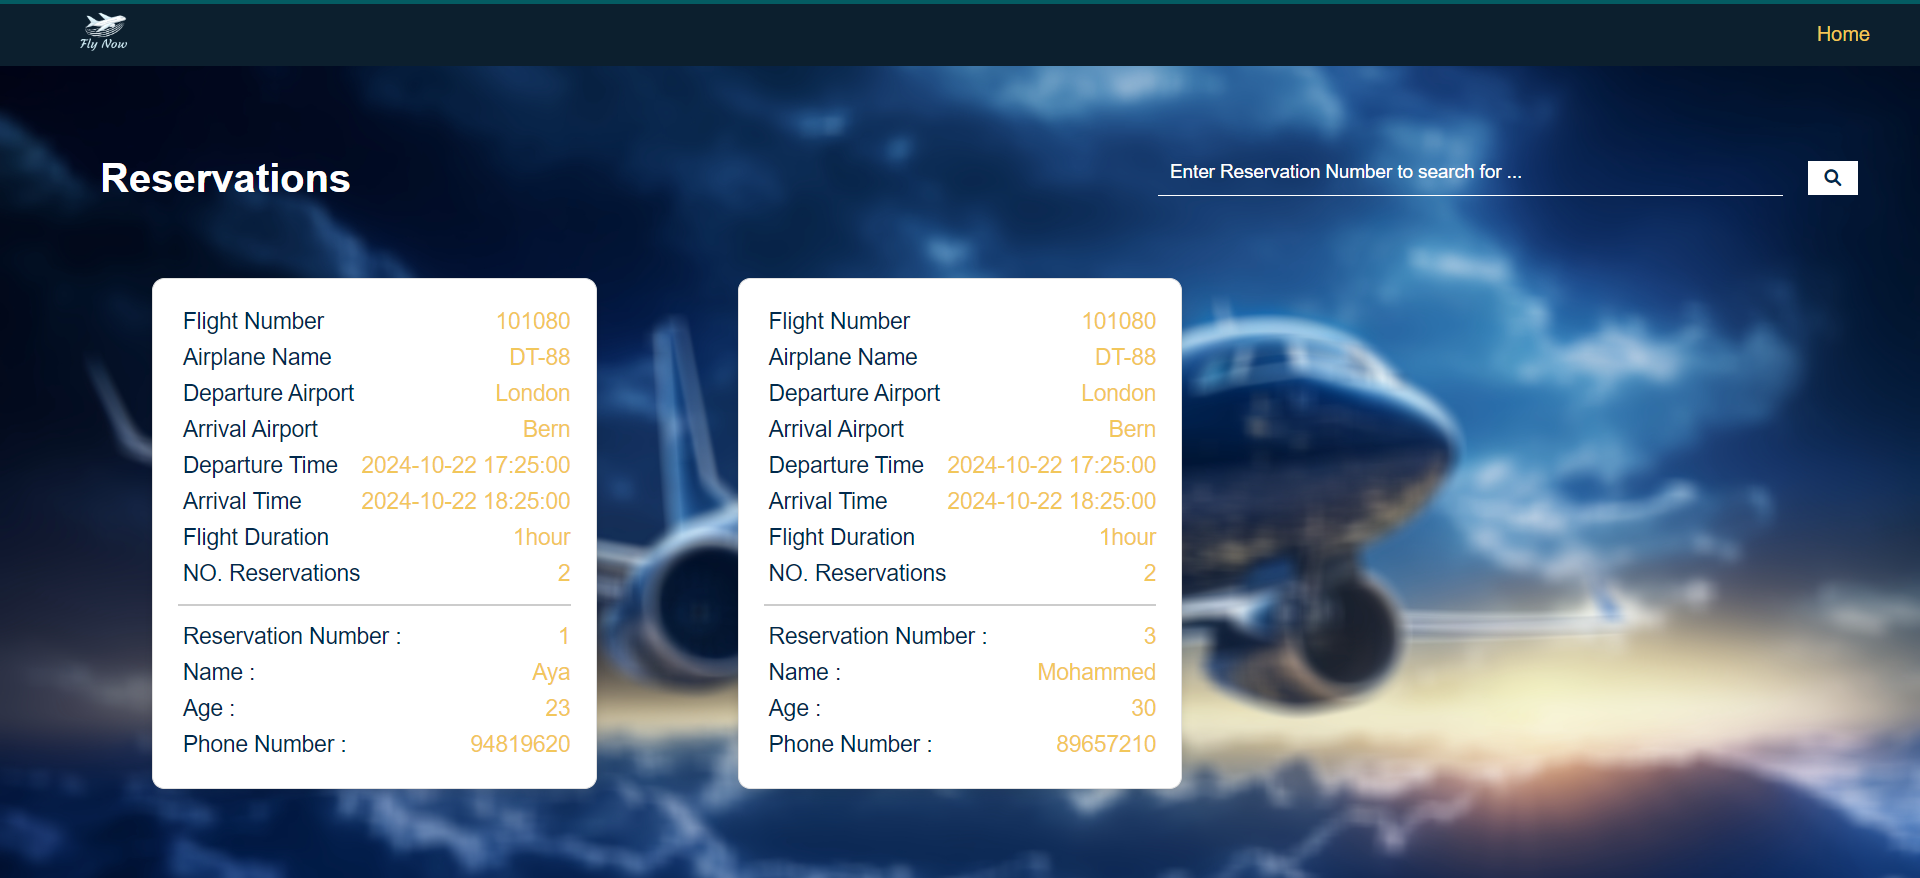 Fly Now
Home
Reservations
Enter Reservation Number to search for ...
Flight Number 101080
Airplane Name DT-88
Departure Airport London
Arrival Airport Bern
Departure Time 2024-10-22 17:25:00
Arrival Time 2024-10-22 18:25:00
Flight Duration 1hour
NO. Reservations 2
Reservation Number : 1
Name : Aya
Age : 23
Phone Number : 94819620
Flight Number 101080
Airplane Name DT-88
Departure Airport London
Arrival Airport Bern
Departure Time 2024-10-22 17:25:00
Arrival Time 2024-10-22 18:25:00
Flight Duration 1hour
NO. Reservations 2
Reservation Number : 3
Name : Mohammed
Age : 30
Phone Number : 89657210